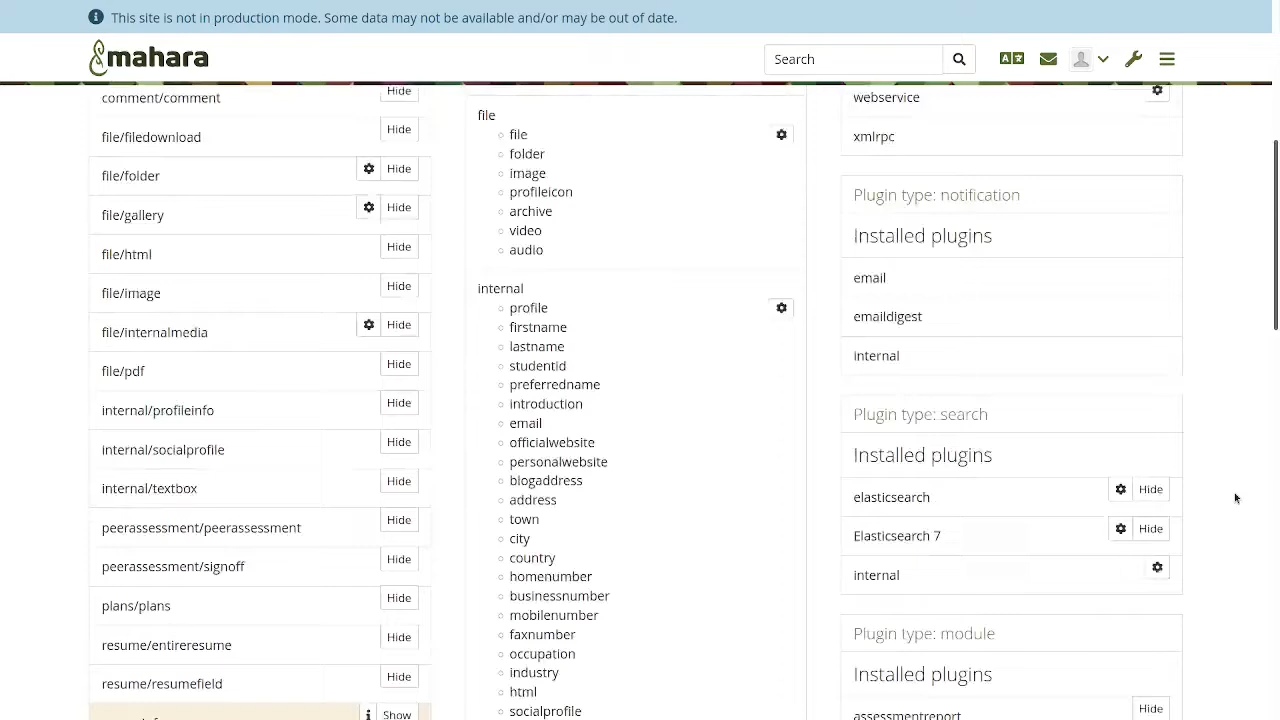 This site is not in production mode. Some data may not be available and/or may be out of date.
mahara
Search
comment/comment
Hide
file/filedownload
Hide
file/folder
Hide
file/gallery
Hide
file/html
Hide
file/image
Hide
file/internalmedia
Hide
file/pdf
Hide
internal/profileinfo
Hide
internal/socialprofile
Hide
internal/textbox
Hide
peerassessment/peerassessment
Hide
peerassessment/signoff
Hide
plans/plans
Hide
resume/entireresume
Hide
resume/resumefield
Hide
Show
file
file
folder
image
profileicon
archive
video
audio
internal
profile
firstname
lastname
studentid
preferredname
introduction
email
officialwebsite
personalwebsite
blogaddress
address
town
city
country
homenumber
businessnumber
mobilenumber
faxnumber
occupation
industry
html
socialprofile
webservice
xmlrpc
Plugin type: notification
Installed plugins
email
emaildigest
internal
Plugin type: search
Installed plugins
elasticsearch
Hide
Elasticsearch 7
Hide
internal
Plugin type: module
Installed plugins
assessmentreport
Hide